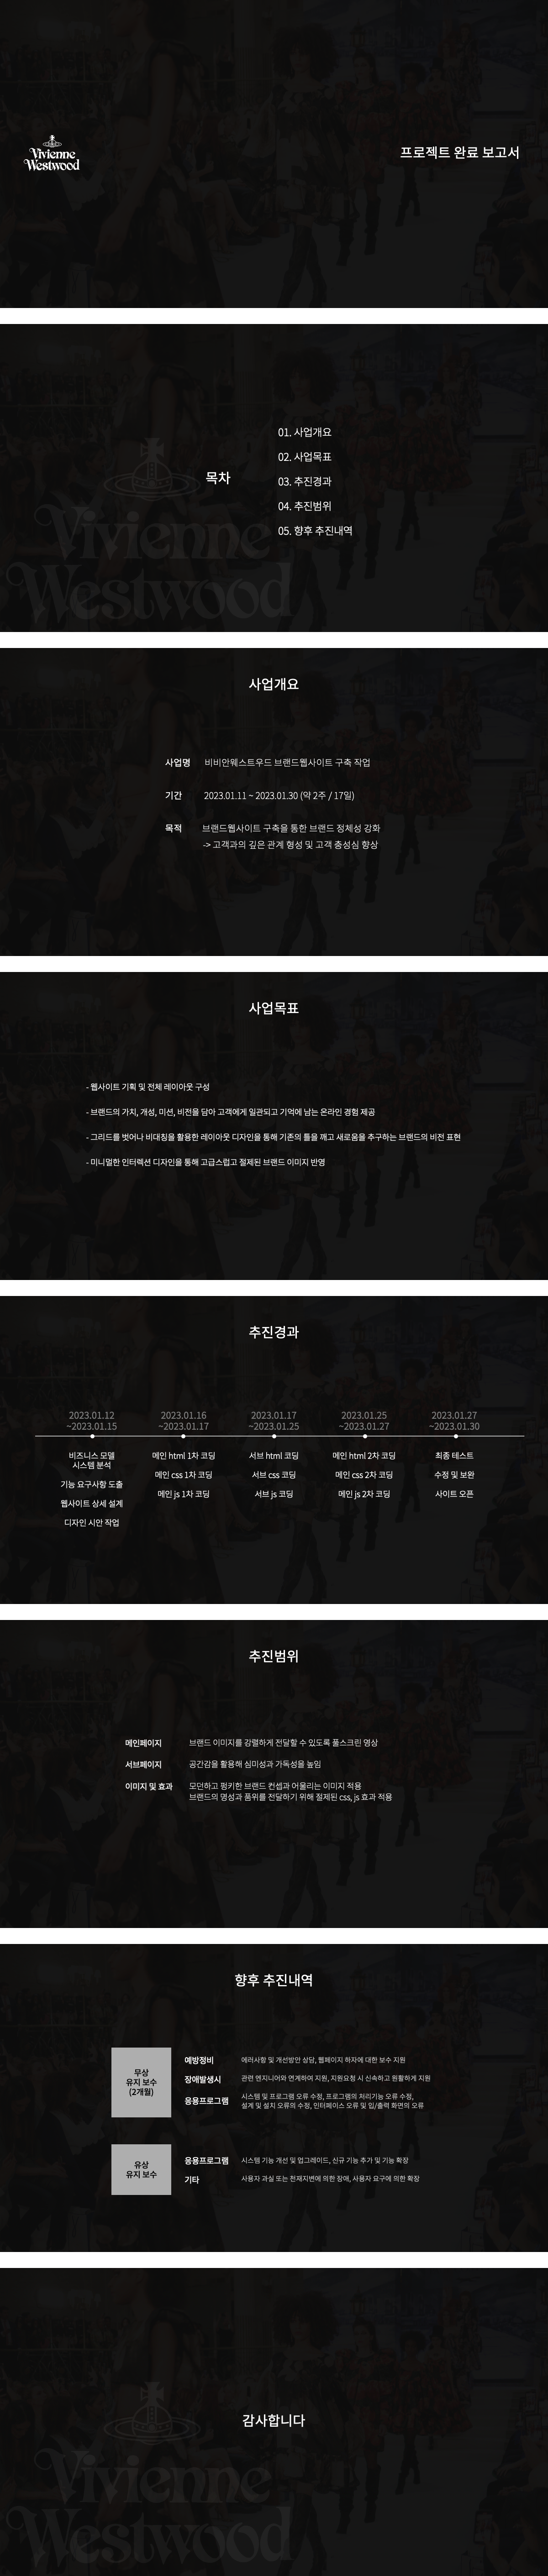 Vivienne
Westwood
프로젝트 완료 보고서
Vivienne
Westwood
목차
01. 사업개요
02. 사업목표
03. 추진경과
04. 추진범위
05. 향후 추진내역
사업개요
사업명 비비안웨스트우드 브랜드웹사이트 구축 작업
기간 2023.01.11 ~ 2023.01.30 (약 2주 / 17일)
목적 브랜드웹사이트 구축을 통한 브랜드 정체성 강화
-> 고객과의 깊은 관계 형성 및 고객 충성심 향상
사업목표
- 웹사이트 기획 및 전체 레이아웃 구성
- 브랜드의 가치, 개성, 미션, 비전을 담아 고객에게 일관되고 기억에 남는 온라인 경험 제공
- 그리드를 벗어나 비대칭을 활용한 레이아웃 디자인을 통해 기존의 틀을 깨고 새로움을 추구하는 브랜드의 비전 표현
- 미니멀한 인터렉션 디자인을 통해 고급스럽고 절제된 브랜드 이미지 반영
추진경과
2023.01.12
~2023.01.15
비즈니스 모델
시스템 분석
기능 요구사항 도출
웹사이트 상세 설계
디자인 시안 작업
2023.01.16
~2023.01.17
메인 html 1차 코딩
메인 css 1차 코딩
메인 js 1차 코딩
2023.01.17
~2023.01.25
서브 html 코딩
서브 css 코딩
서브 js 코딩
2023.01.25
~2023.01.27
메인 html 2차 코딩
메인 css 2차 코딩
메인 js 2차 코딩
2023.01.27
~2023.01.30
최종 테스트
수정 및 보완
사이트 오픈
추진범위
메인페이지 브랜드 이미지를 강렬하게 전달할 수 있도록 풀스크린 영상
서브페이지 공간감을 활용해 심미성과 가독성을 높임
이미지 및 효과 모던하고 펑키한 브랜드 컨셉과 어울리는 이미지 적용
브랜드의 명성과 품위를 전달하기 위해 절제된 css, js 효과 적용
향후 추진내역
무상
유지 보수
(2개월)
예방정비 에러사항 및 개선방안 상담, 웹페이지 하자에 대한 보수 지원
장애발생시 관련 엔지니어와 연계하여 지원, 지원요청 시 신속하고 원활하게 지원
응용프로그램 시스템 및 프로그램 오류 수정, 프로그램의 처리기능 오류 수정,
설계 및 설치 오류의 수정, 인터페이스 오류 및 입/출력 화면의 오류
유상
유지 보수
응용프로그램 시스템 기능 개선 및 업그레이드, 신규 기능 추가 및 기능 확장
기타 사용자 과실 또는 천재지변에 의한 장애, 사용자 요구에 의한 확장
감사합니다
Vivienne
Westwood